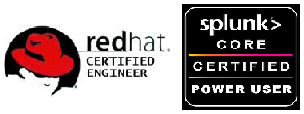 redhat.
CERTIFIED
ENGINEER
splunk>
CORE
CERTIFIED
POWER USER